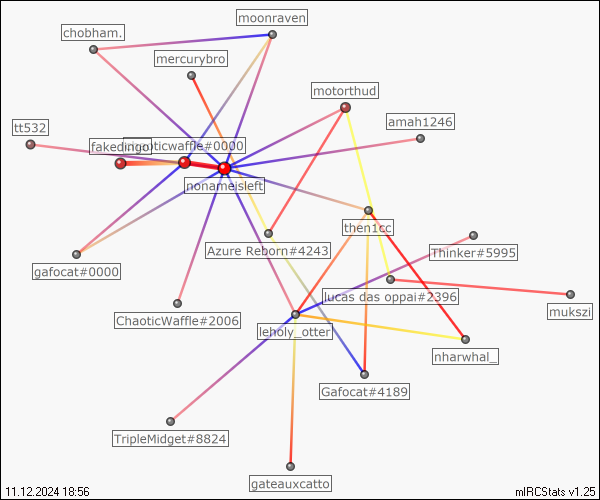 moonraven
chobham.
mercurybro
motorthud
amah1246
tt532
fakedingo
oticwaffle#0000
nonameisleft
then1cc
Azure Reborn#4243
Thinker#5995
gafocat#0000
lucas das oppai#2396
ChaoticWaffle#2006
mukszi
leholy_otter
nharwhal_
Gafocat#4189
TripleMidget#8824
gateauxcatto
11.12.2024 18:56
mIRCStats v1.25